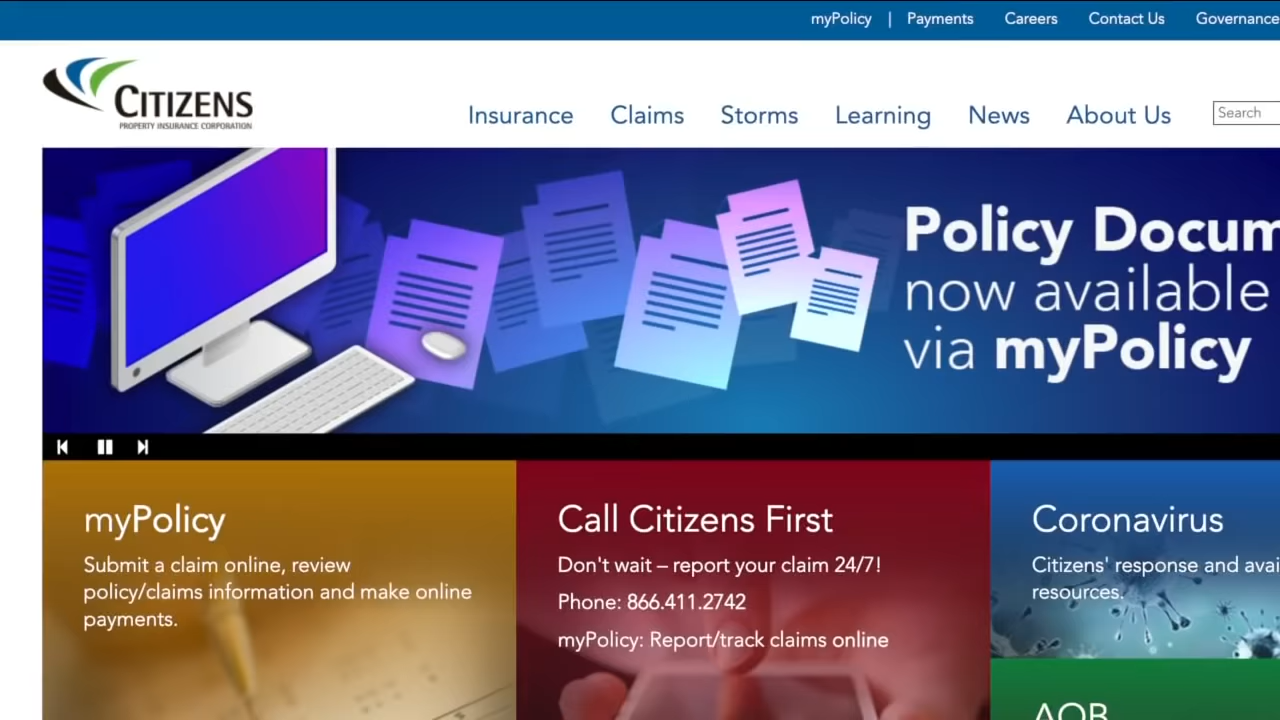 myPolicy | Payments Careers Contact Us Governance
CITIZENS
PROPERTY INSURANCE CORPORATION
Insurance Claims Storms Learning News About Us Search
Policy Docum
now available
via myPolicy
myPolicy
Submit a claim online, review
policy/claims information and make online
payments.
Call Citizens First
Don't wait – report your claim 24/7!
Phone: 866.411.2742
myPolicy: Report/track claims online
Coronavirus
Citizens' response and avai
resources.
AOB